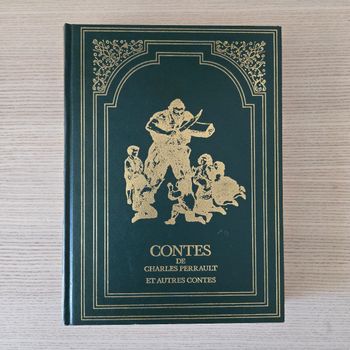 CONTES
DE
CHARLES PERRAULT
ET AUTRES CONTES